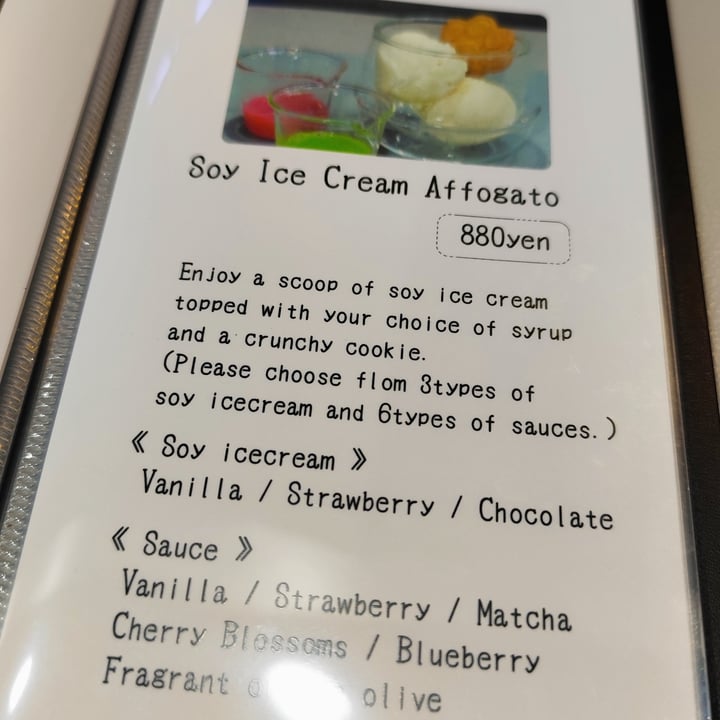 Soy Ice Cream Affogato
880yen
Enjoy a scoop of soy ice cream
topped with your choice of syrup
and a crunchy cookie.
(Please choose flom 3types of
soy icecream and 6types of sauces.)
《 Soy icecream 》
Vanilla / Strawberry / Chocolate
《 Sauce 》
Vanilla / Strawberry / Matcha
Cherry Blossoms / Blueberry
Fragrant olive